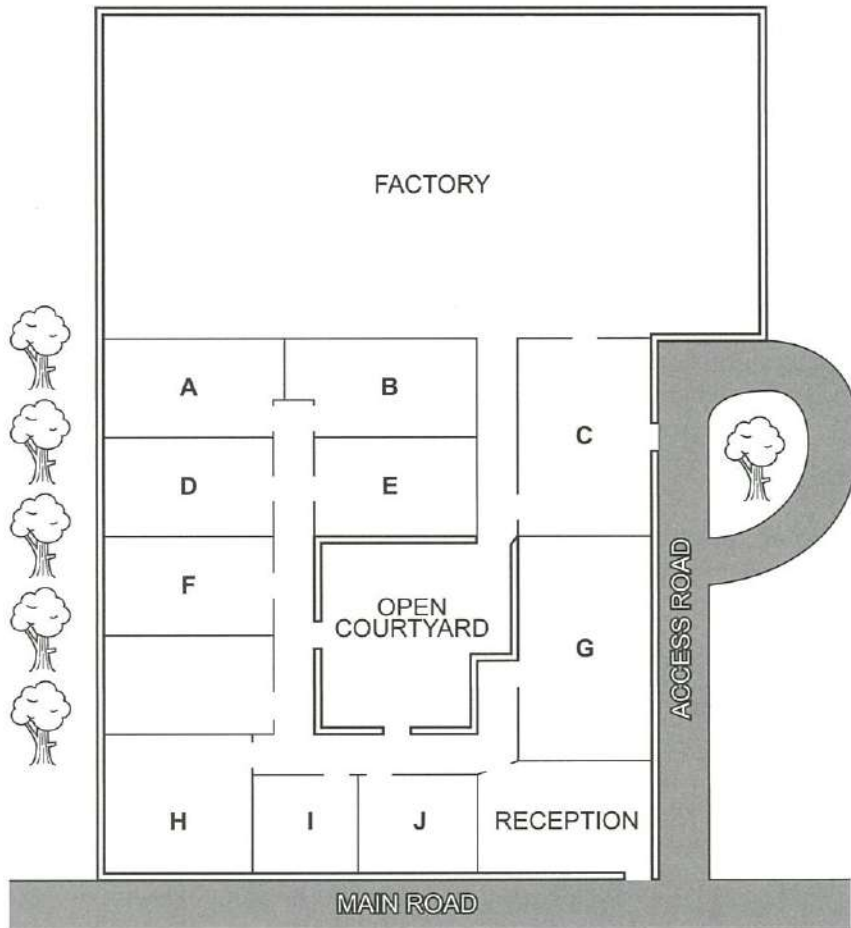 FACTORY
A
B
C
D
E
F
OPEN
COURTYARD
G
ACCESS ROAD
H
I
J
RECEPTION
MAIN ROAD